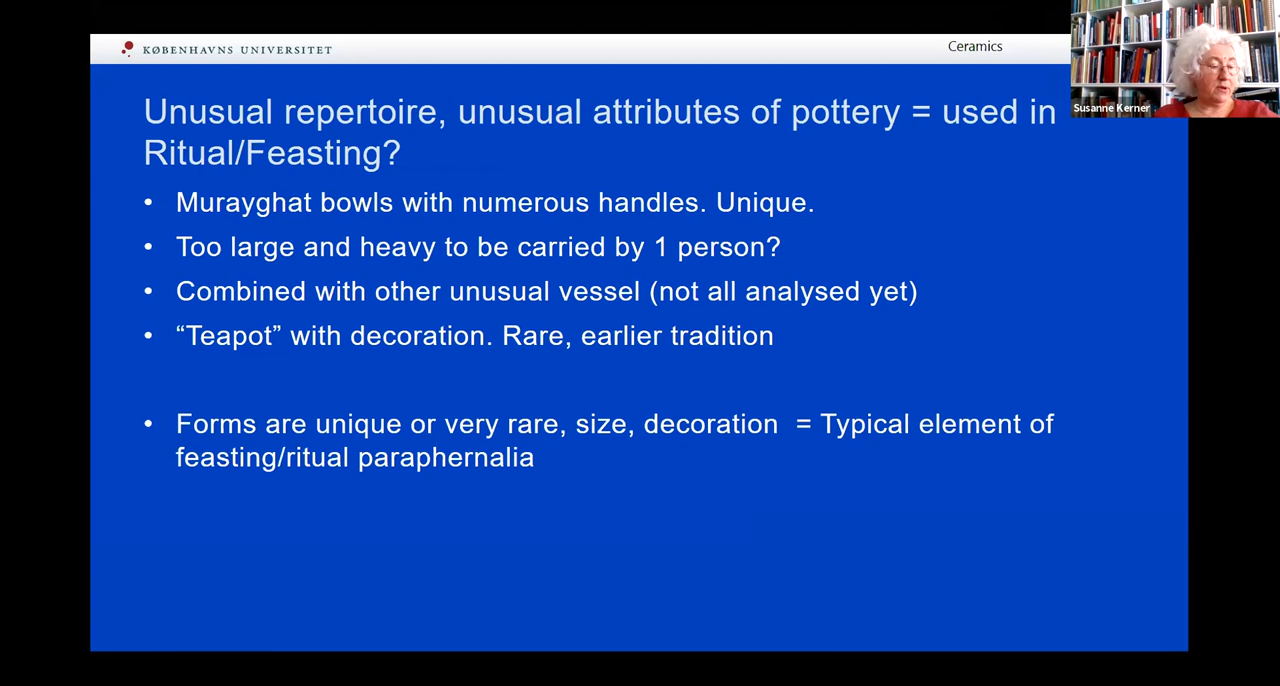 KØBENHAVNS UNIVERSITET
Ceramics
Susanne Kerner
Unusual repertoire, unusual attributes of pottery = used in
Ritual/Feasting?
• Murayghat bowls with numerous handles. Unique.
• Too large and heavy to be carried by 1 person?
• Combined with other unusual vessel (not all analysed yet)
• “Teapot” with decoration. Rare, earlier tradition
• Forms are unique or very rare, size, decoration = Typical element of
feasting/ritual paraphernalia